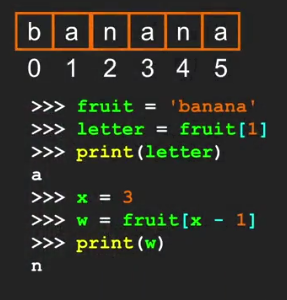 b a n a n a
0 1 2 3 4 5
>>> fruit = 'banana'
>>> letter = fruit[1]
>>> print(letter)
a
>>> x = 3
>>> w = fruit[x - 1]
>>> print(w)
n